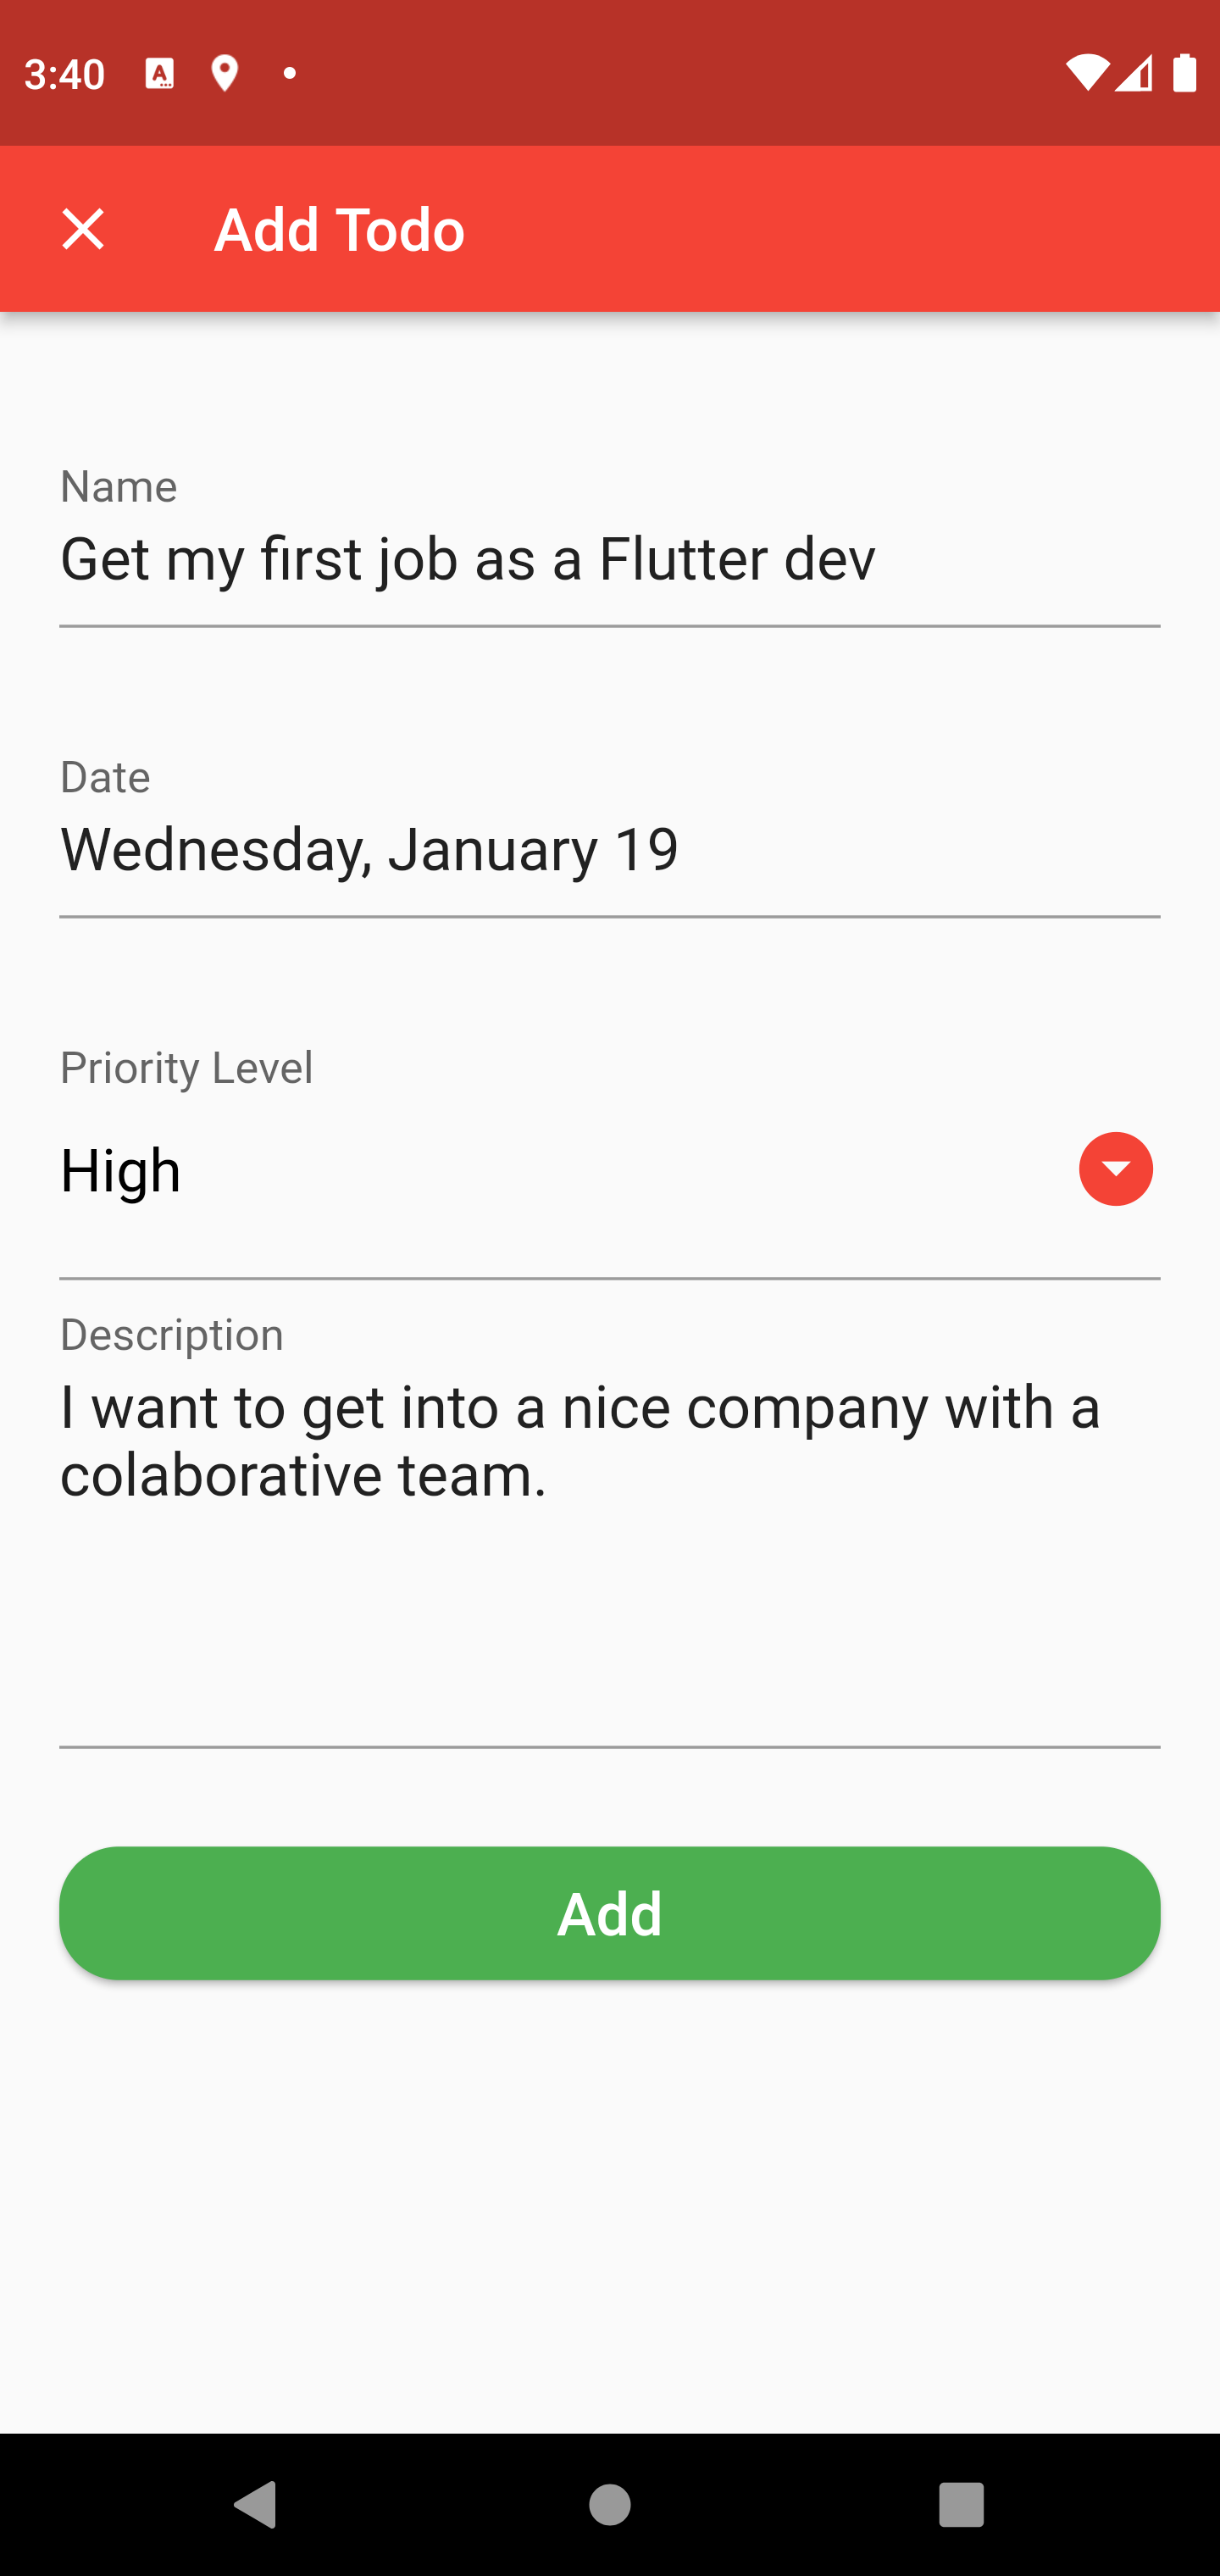 3:40
Add Todo
Name
Get my first job as a Flutter dev
Date
Wednesday, January 19
Priority Level
High
Description
I want to get into a nice company with a
colaborative team.
Add